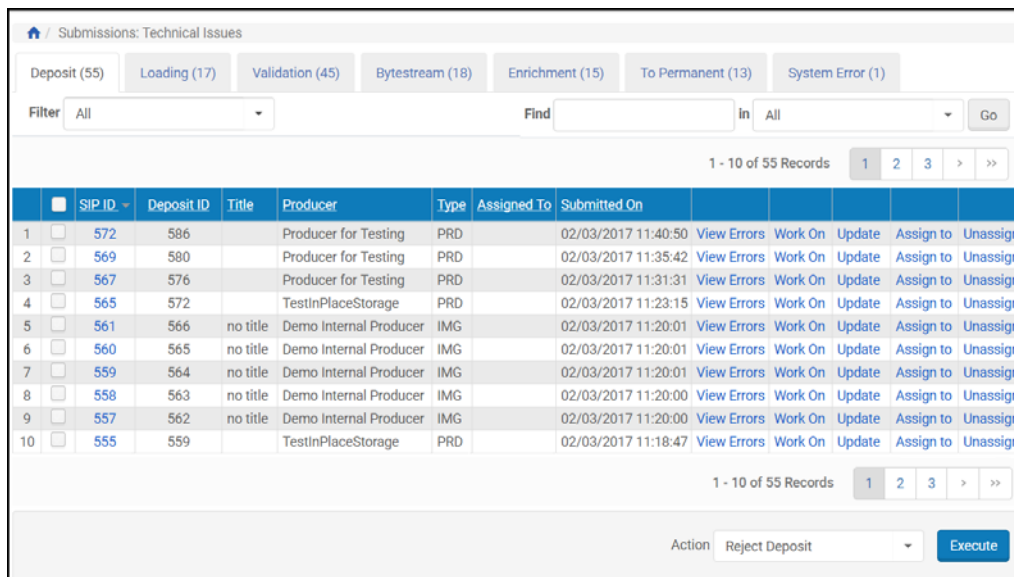 / Submissions: Technical Issues
Deposit (55) Loading (17) Validation (45) Bytestream (18) Enrichment (15) To Permanent (13) System Error (1)
Filter All Find in All Go
1 - 10 of 55 Records 1 2 3 > >>
SIP ID Deposit ID Title Producer Type Assigned To Submitted On
1 572 586 Producer for Testing PRD 02/03/2017 11:40:50 View Errors Work On Update Assign to Unassig
2 569 580 Producer for Testing PRD 02/03/2017 11:35:42 View Errors Work On Update Assign to Unassig
3 567 576 Producer for Testing PRD 02/03/2017 11:31:31 View Errors Work On Update Assign to Unassig
4 565 572 TestInPlaceStorage PRD 02/03/2017 11:23:15 View Errors Work On Update Assign to Unassig
5 561 566 no title Demo Internal Producer IMG 02/03/2017 11:20:01 View Errors Work On Update Assign to Unassig
6 560 565 no title Demo Internal Producer IMG 02/03/2017 11:20:01 View Errors Work On Update Assign to Unassig
7 559 564 no title Demo Internal Producer IMG 02/03/2017 11:20:01 View Errors Work On Update Assign to Unassig
8 558 563 no title Demo Internal Producer IMG 02/03/2017 11:20:00 View Errors Work On Update Assign to Unassig
9 557 562 no title Demo Internal Producer IMG 02/03/2017 11:20:00 View Errors Work On Update Assign to Unassig
10 555 559 TestInPlaceStorage PRD 02/03/2017 11:18:47 View Errors Work On Update Assign to Unassig
1 - 10 of 55 Records 1 2 3 > >>
Action Reject Deposit Execute